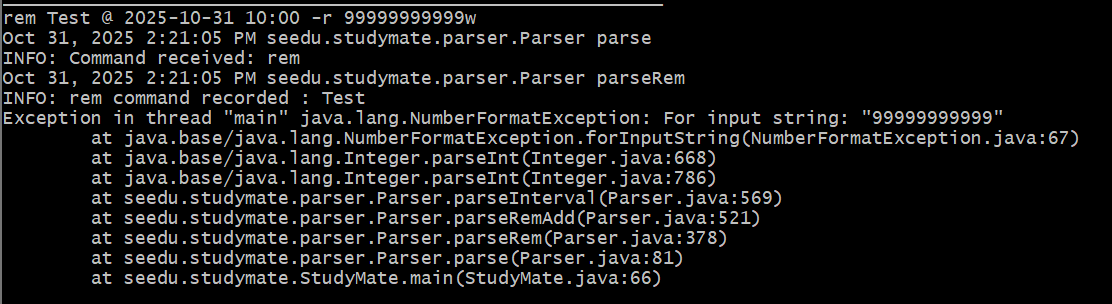 rem Test @ 2025-10-31 10:00 -r 99999999999w
Oct 31, 2025 2:21:05 PM seedu.studymate.parser.Parser parse
INFO: Command received: rem
Oct 31, 2025 2:21:05 PM seedu.studymate.parser.Parser parseRem
INFO: rem command recorded : Test
Exception in thread "main" java.lang.NumberFormatException: For input string: "99999999999"
        at java.base/java.lang.NumberFormatException.forInputString(NumberFormatException.java:67)
        at java.base/java.lang.Integer.parseInt(Integer.java:668)
        at java.base/java.lang.Integer.parseInt(Integer.java:786)
        at seedu.studymate.parser.Parser.parseInterval(Parser.java:569)
        at seedu.studymate.parser.Parser.parseRemAdd(Parser.java:521)
        at seedu.studymate.parser.Parser.parseRem(Parser.java:378)
        at seedu.studymate.parser.Parser.parse(Parser.java:81)
        at seedu.studymate.StudyMate.main(StudyMate.java:66)